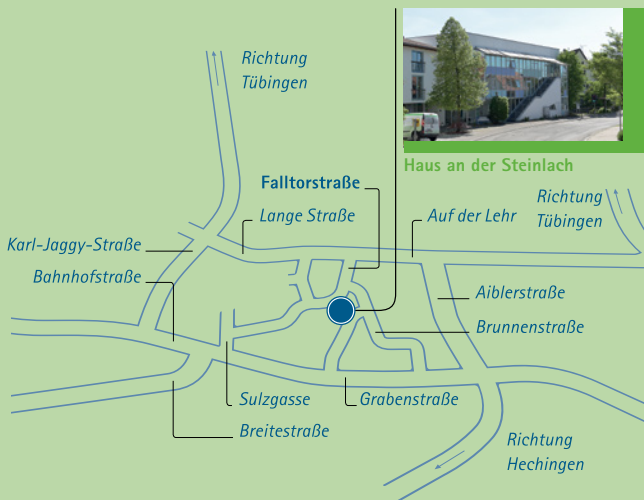 Richtung
Tübingen
Haus an der Steinlach
Falltorstraße
Lange Straße
Auf der Lehr
Richtung
Tübingen
Karl-Jaggy-Straße
Bahnhofstraße
Aiblerstraße
Brunnenstraße
Sulzgasse
Grabenstraße
Breitestraße
Richtung
Hechingen